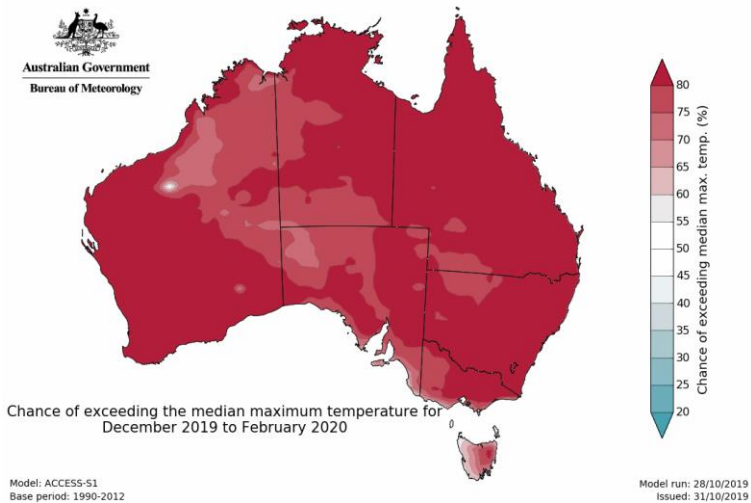 Australian Government
Bureau of Meteorology
80
75
70
65
60
55
50
45
40
35
30
25
20
Chance of exceeding median max. temp. (%)
Chance of exceeding the median maximum temperature for
December 2019 to February 2020
Model: ACCESS-S1
Base period: 1990-2012
Model run: 28/10/2019
Issued: 31/10/2019